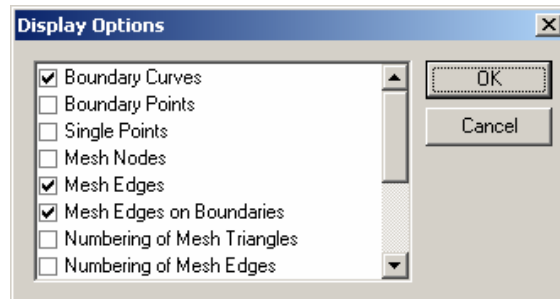 Display Options
Boundary Curves
Boundary Points
Single Points
Mesh Nodes
Mesh Edges
Mesh Edges on Boundaries
Numbering of Mesh Triangles
Numbering of Mesh Edges
OK
Cancel